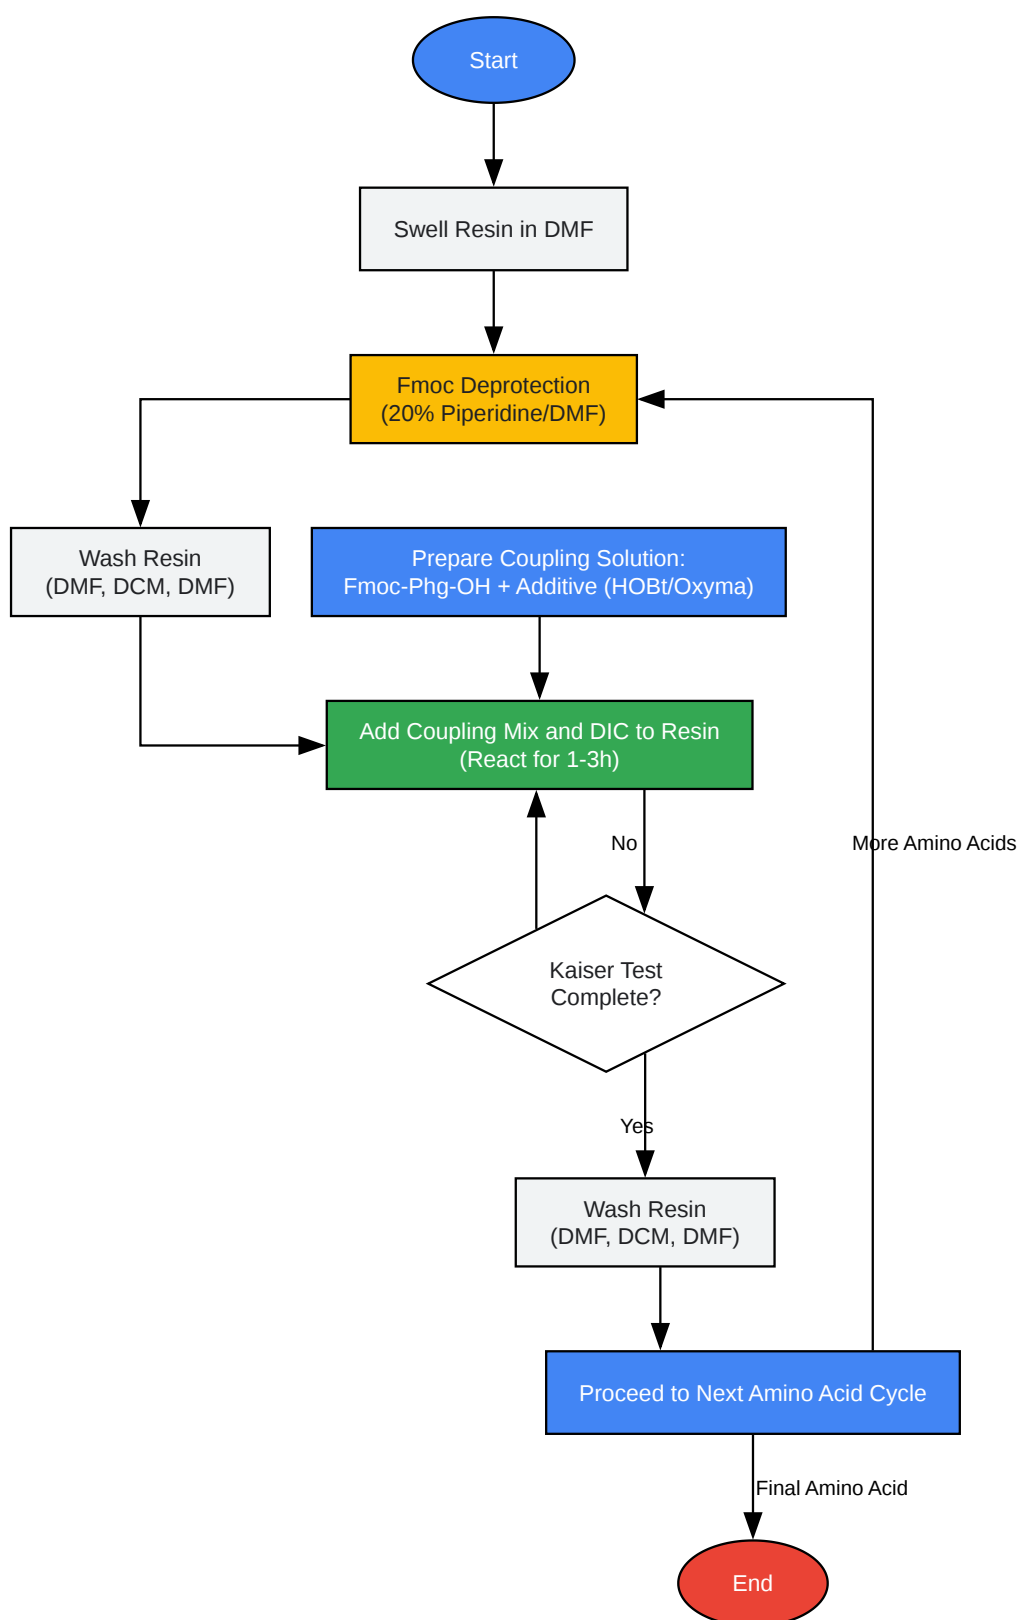 Start
Swell Resin in DMF
Fmoc Deprotection
(20% Piperidine/DMF)
Wash Resin
(DMF, DCM, DMF)
Prepare Coupling Solution:
Fmoc-Phg-OH + Additive (HOBt/Oxyma)
Add Coupling Mix and DIC to Resin
(React for 1-3h)
No
More Amino Acids
Kaiser Test
Complete?
Yes
Wash Resin
(DMF, DCM, DMF)
Proceed to Next Amino Acid Cycle
Final Amino Acid
End